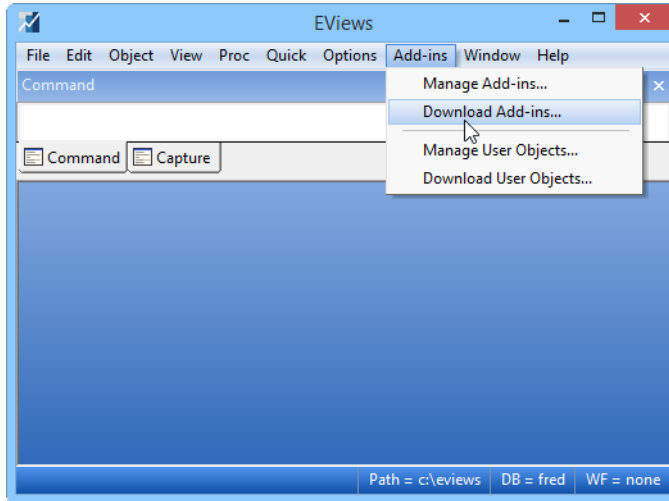 EViews
File Edit Object View Proc Quick Options Add-ins Window Help
Command
Manage Add-ins...
Download Add-ins...
Manage User Objects...
Download User Objects...
Command Capture
Path = c:\eviews DB = fred WF = none